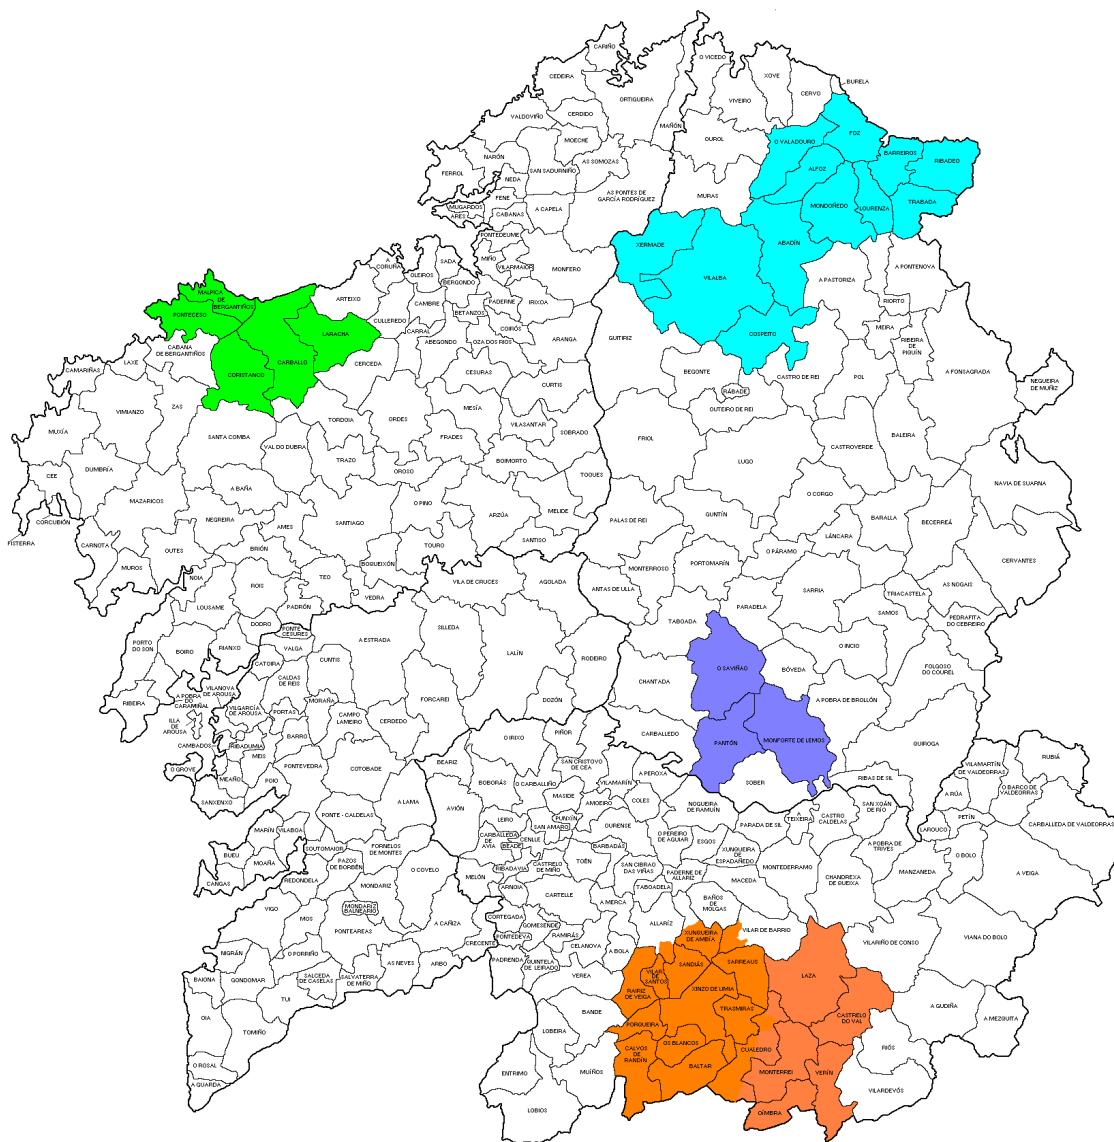 CARIÑO
O VICEDO
CEDEIRA
XOVE
BURELA
CERVO
ORTIGUEIRA
VIVEIRO
VALDOVIÑO
CERDIDO
MAÑÓN
FOZ
MOECHE
OUROL
O VALADOURO
NARÓN
AS SOMOZAS
BARREIROS
RIBADEO
FERROL
SAN SADURNIÑO
ALFOZ
NEDA
MURAS
AS PONTES DE
GARCÍA RODRÍGUEZ
FENE
MUGARDOS
ARES
CABANAS
A CAPELA
MONDOÑEDO
LOURENZA
TRABADA
PONTEDEUME
XERMADE
ABADÍN
MIÑO
VILARMAIOR
MONFERO
A
CORUÑA
SADA
OLEIROS
BERGONDO
VILALBA
A PASTORIZA
A PONTENOVA
MALPICA
DE
BERGANTIÑOS
ARTEIXO
CAMBRE
PADERNE
IRIXOA
RIORTO
PONTECESO
BETANZOS
CULLEREDO
CARRAL
COIRÓS
COSPEITO
MEIRA
LARACHA
ABEGONDO
OZA DOS RÍOS
ARANGA
GUITIRIZ
RIBEIRA
DE
PIQUÍN
CABANA
DE BERGANTIÑOS
LAXE
CARBALLO
CERCEDA
CAMARIÑAS
CORISTANCO
CESURAS
BEGONTE
CASTRO DE REI
POL
A FONSAGRADA
NEGUEIRA
DE MUÑIZ
CURTIS
RÁBADE
ZAS
VIMIANZO
MESÍA
OUTEIRO DE REI
TORDOIA
ORDES
VILASANTAR
MUXÍA
SANTA COMBA
VAL DO DUBRA
FRADES
SOBRADO
FRIOL
CASTROVERDE
BALEIRA
TRAZO
BOIMORTO
LUGO
DUMBRÍA
OROSO
TOQUES
CEE
A BAÑA
NAVIA DE SUARNA
MAZARICOS
O PINO
O CORGO
ARZÚA
MELIDE
PALAS DE REI
GUNTÍN
BARALLA
BECERREÁ
CORCUBIÓN
NEGREIRA
AMES
SANTIAGO
FISTERRA
CARNOTA
OUTES
BRIÓN
TOURO
SANTISO
LÁNCARA
O PÁRAMO
CERVANTES
MUROS
BOQUEIXÓN
PORTOMARÍN
MONTERROSO
NOIA
ROIS
TEO
VEDRA
VILA DE CRUCES
AGOLADA
ANTAS DE ULLA
SARRIA
AS NOGAIS
TRIACASTELA
LOUSAME
PADRÓN
PARADELA
SAMOS
PEDRAFITA
DO CEBREIRO
DODRO
TABOADA
PONTE
CESURES
SILLEDA
PORTO
DO SON
RIANXO
VALGA
A ESTRADA
LALÍN
O INCIO
BOIRO
CATOIRA
CUNTIS
RODEIRO
O SAVIÑAO
BÓVEDA
FOLGOSO
DO COUREL
CHANTADA
CALDAS
DE REIS
VILANOVA
DE AROUSA
A POBRA
DO
CARAMIÑAL
RIBEIRA
MORAÑA
FORCAREI
DOZÓN
A POBRA DE BROLLÓN
VILGARCÍA
DE AROUSA
PORTAS
CAMPO
LAMEIRO
CERDEDO
ILLA
DE
AROUSA
BARRO
O IRIXO
PIÑOR
CARBALLEDO
PANTÓN
MONFORTE DE LEMOS
QUIROGA
CAMBADOS
RIBADUMIA
MEIS
COTOBADE
BEARIZ
SAN CRISTOVO
DE CEA
RUBIÁ
O GROVE
MEAÑO
POIO
PONTEVEDRA
BOBORÁS
O CARBALLIÑO
VILAMARÍN
A PEROXA
SOBER
RIBAS DE SIL
VILAMARTÍN
DE VALDEORRAS
A RÚA
O BARCO DE
VALDEORRAS
SANXENXO
A LAMA
AVIÓN
MASIDE
AMOEIRO
COLES
NOGUEIRA
DE RAMUÍN
SAN XOÁN
DE RÍO
PONTE - CALDELAS
LEIRO
PUNXÍN
A
TEIXEIRA
CASTRO
CALDELAS
PETÍN
LAROUCO
CARBALLEDA DE VALDEORRAS
MARÍN
VILABOA
SAN AMARO
OURENSE
PARADA DE SIL
CARBALLEDA
DE
AVIA
CENLLE
BEADE
O PEREIRO
DE AGUIAR
ESGOS
BUEU
MOAÑA
SOUTOMAIOR
FORNELOS
DE MONTES
BARBADÁS
XUNQUEIRA
DE
ESPADAÑEDO
A POBRA DE
TRIVES
O BOLO
PAZOS
DE BORBÉN
TOÉN
SAN CIBRAO
DAS VIÑAS
MONTEDERRAMO
MANZANEDA
A VEIGA
RIBADAVIA
CASTRELO
DE MIÑO
CANGAS
REDONDELA
O COVELO
MELÓN
PADERNE DE
ALLARIZ
CHANDREXA
DE QUEIXA
MONDARIZ
ARNOIA
TABOADELA
MACEDA
VIGO
CARTELLE
A MERCA
BAÑOS
DE
MOLGAS
MONDARIZ
BALNEARIO
MOS
CORTEGADA
GOMESENDE
ALLARÍZ
PONTEAREAS
A CAÑIZA
CRECENTE
PONTEDEVA
RAMIRÁS
XUNQUEIRA
DE AMBÍA
VILAR DE BARRIO
VILARIÑO DE CONSO
VIANA DO BOLO
NIGRÁN
O PORRIÑO
CELANOVA
A BOLA
PADRENDA
QUINTELA
DE LEIRADO
AS NEVES
ARBO
SANDIÁS
SARREAUS
BAIONA
GONDOMAR
SALCEDA
DE CASELAS
SALVATERRA
DE MIÑO
VEREA
VILAR
DE
SANTOS
LAZA
RAIRIZ
DE VEIGA
XINZO DE LIMIA
TUI
OIA
BANDE
TRASMIRAS
CASTRELO
DO VAL
A GUDIÑA
A MEZQUITA
TOMIÑO
LOBEIRA
PORQUEIRA
OS BLANCOS
CUALEDRO
RIÓS
CALVOS
DE
RANDÍN
O ROSAL
ENTRIMO
MUÍÑOS
BALTAR
MONTERREI
VERÍN
A GUARDA
VILARDEVÓS
LOBIOS
OÍMBRA